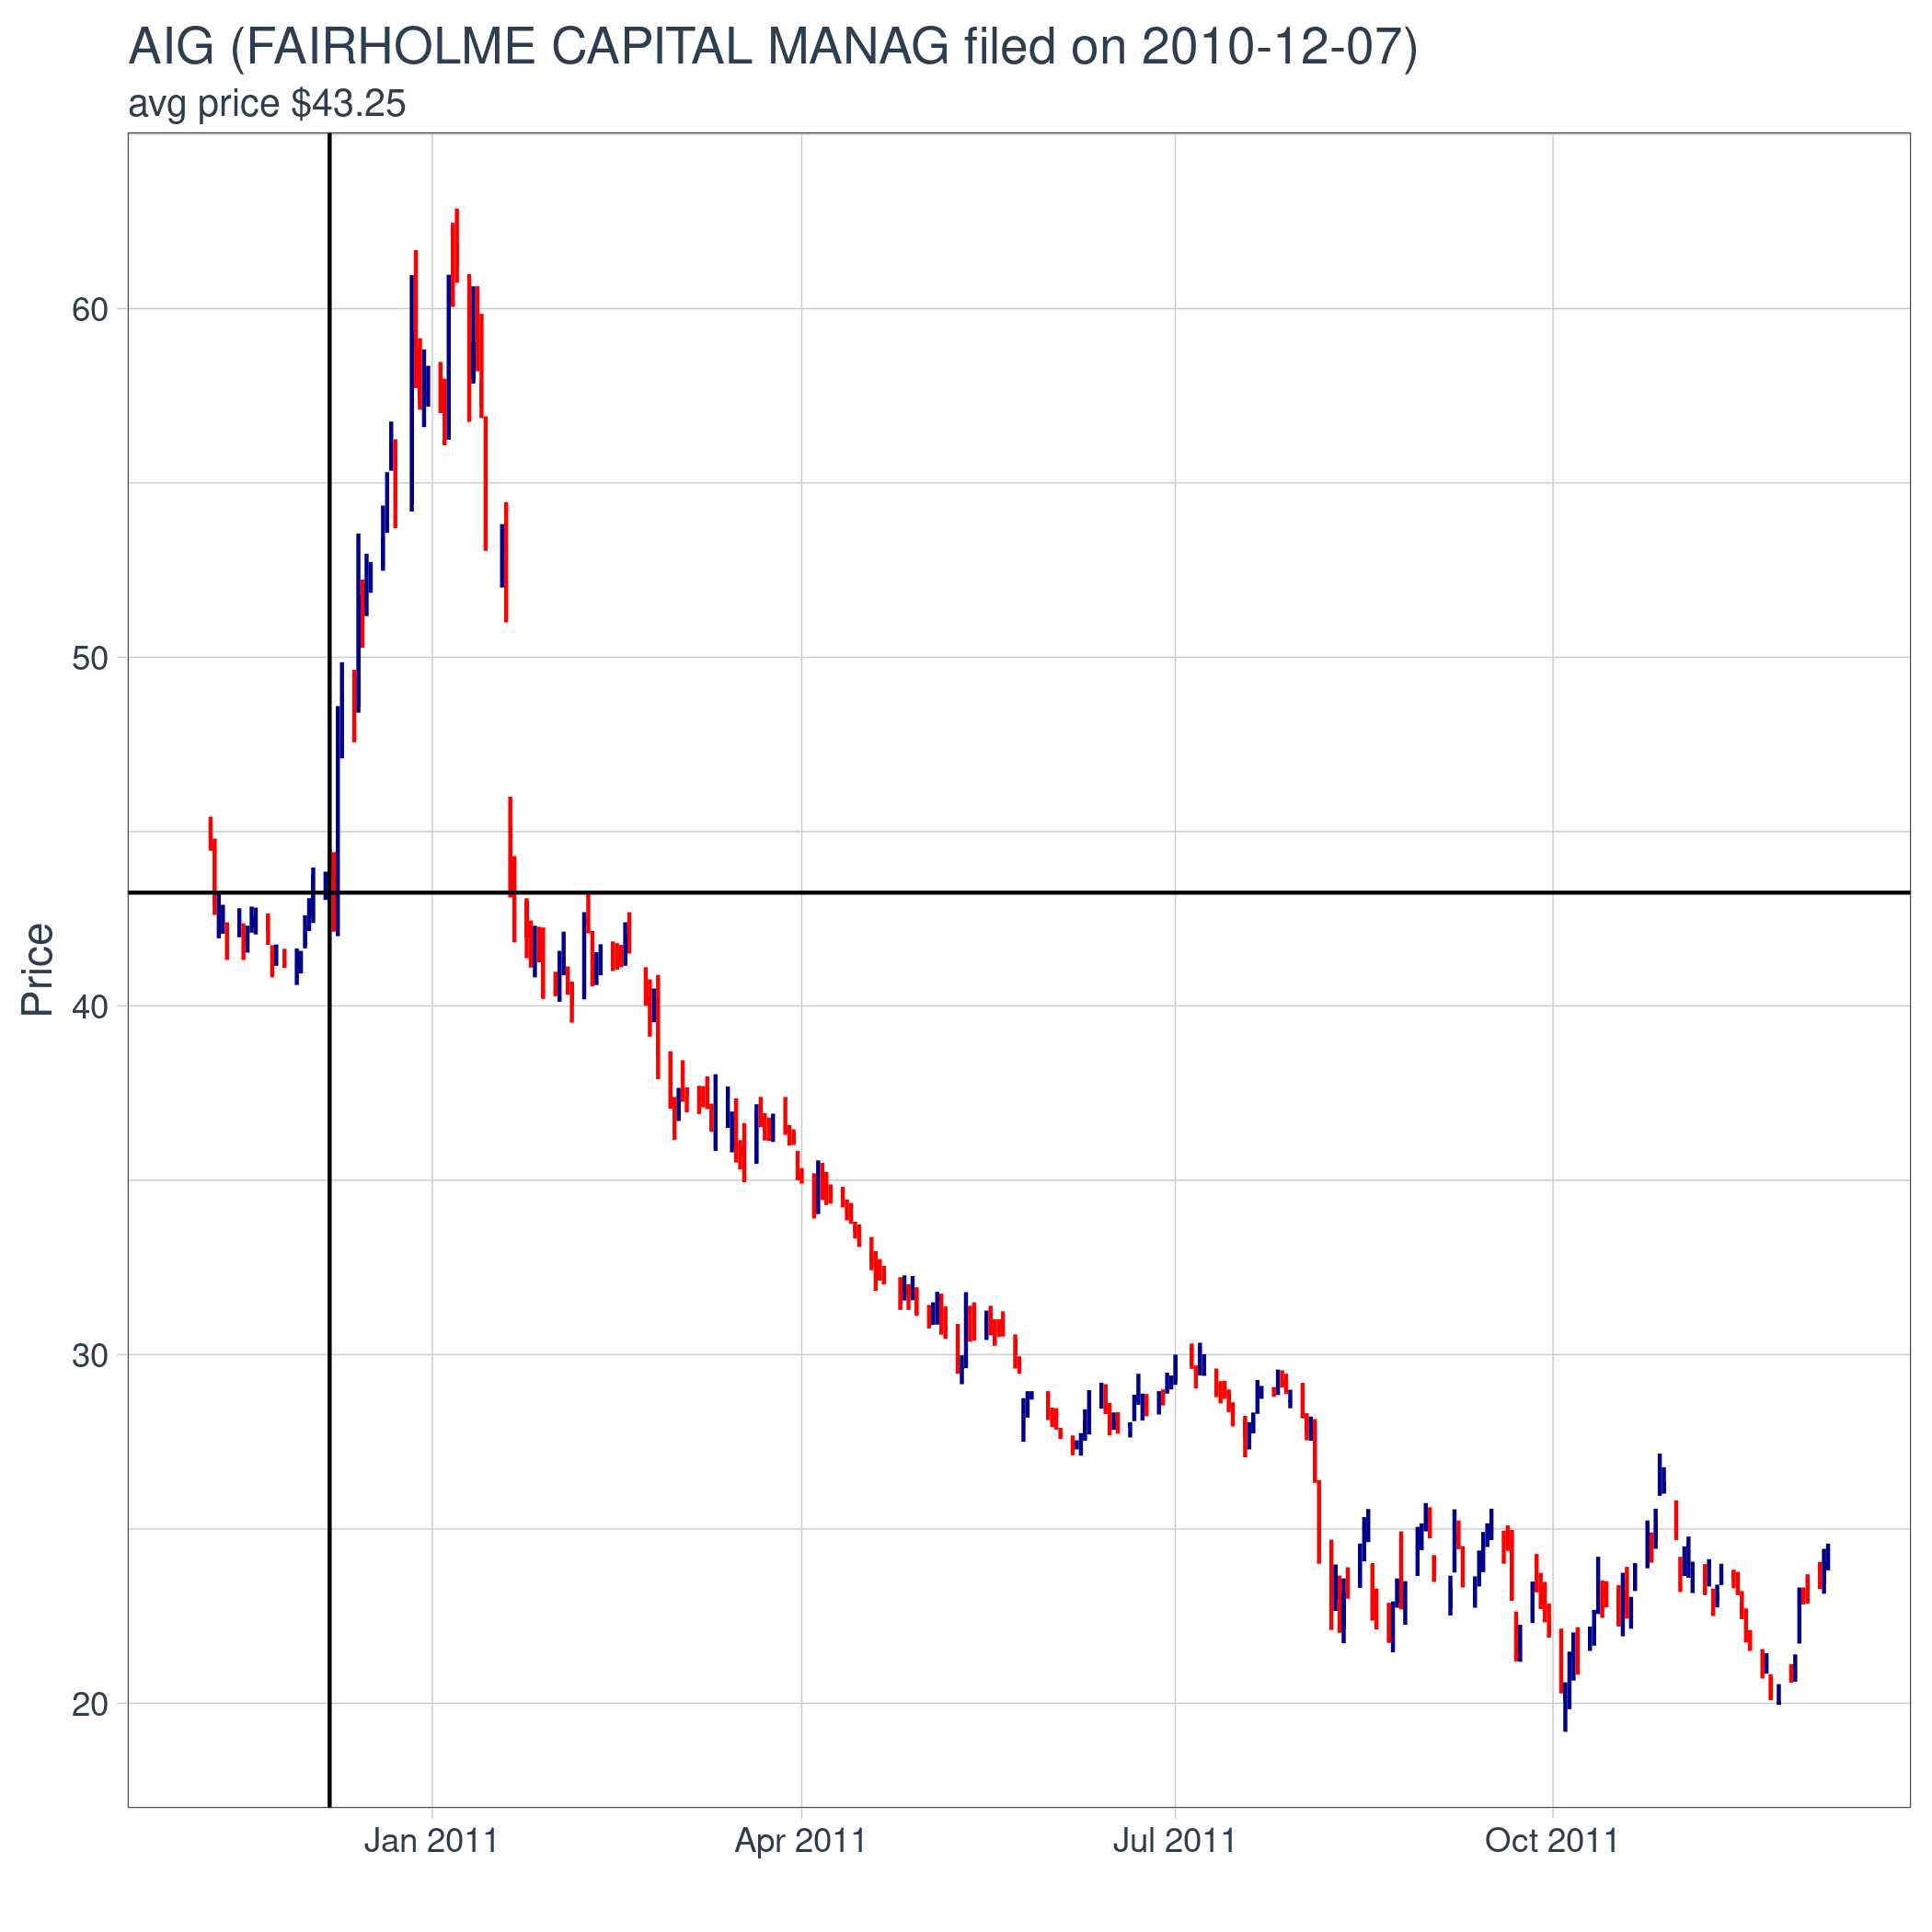 AIG (FAIRHOLME CAPITAL MANAG filed on 2010-12-07)
avg price $43.25
60
50
40
30
20
Price
Jan 2011
Apr 2011
Jul 2011
Oct 2011